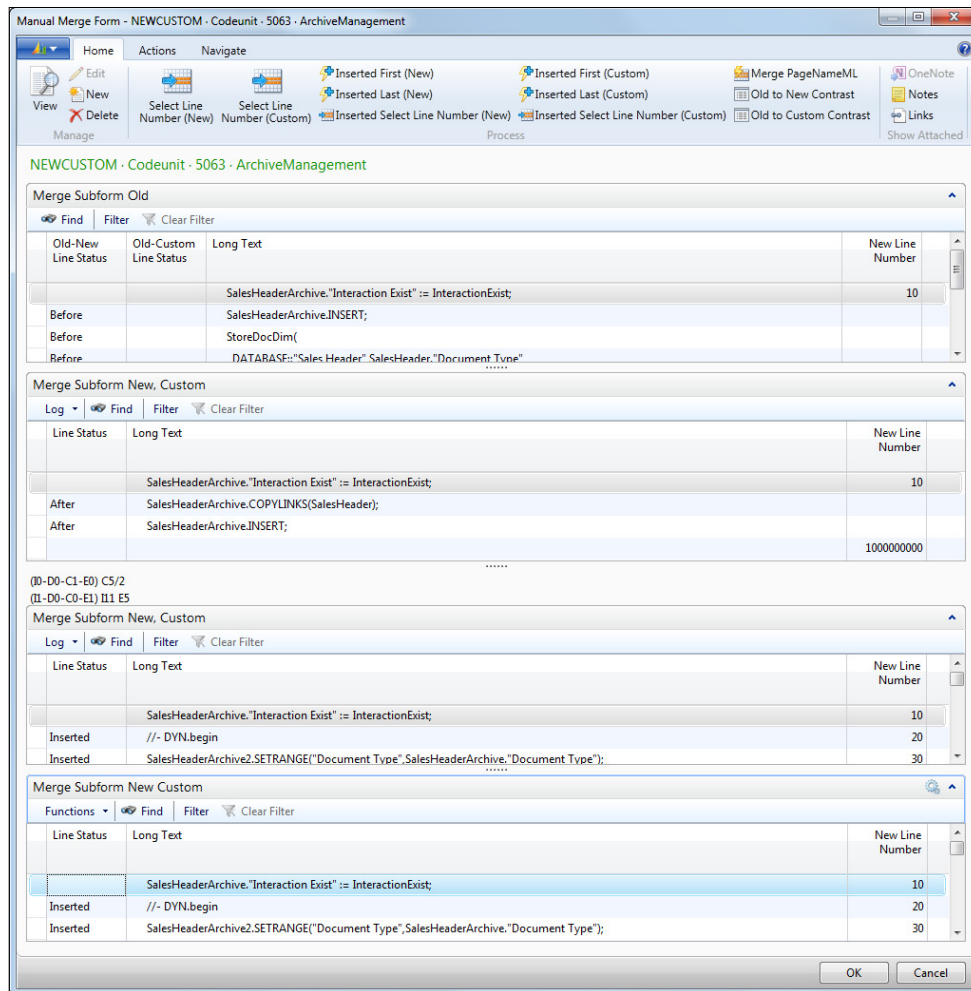 Manual Merge Form - NEWCUSTOM · Codeunit · 5063 · ArchiveManagement
Home Actions Navigate
View
Edit
New
Delete
Manage
Select Line Number (New)
Select Line Number (Custom)
Inserted First (New)
Inserted Last (New)
Inserted Select Line Number (New)
Inserted First (Custom)
Inserted Last (Custom)
Inserted Select Line Number (Custom)
Merge PageNameML
Old to New Contrast
Old to Custom Contrast
Process
OneNote
Notes
Links
Show Attached
NEWCUSTOM · Codeunit · 5063 · ArchiveManagement
Merge Subform Old
Find Filter Clear Filter
Old-New Line Status Old-Custom Line Status Long Text New Line Number
SalesHeaderArchive."Interaction Exist" := InteractionExist; 10
Before SalesHeaderArchive.INSERT;
Before StoreDocDim(
Before DATABASE::"Sales Header",SalesHeader."Document Type"
Merge Subform New, Custom
Log Find Filter Clear Filter
Line Status Long Text New Line Number
SalesHeaderArchive."Interaction Exist" := InteractionExist; 10
After SalesHeaderArchive.COPYLINKS(SalesHeader);
After SalesHeaderArchive.INSERT;
1000000000
(I0-D0-C1-E0) C5/2
(I1-D0-C0-E1) I11 E5
Merge Subform New, Custom
Log Find Filter Clear Filter
Line Status Long Text New Line Number
SalesHeaderArchive."Interaction Exist" := InteractionExist; 10
Inserted //- DYN.begin 20
Inserted SalesHeaderArchive2.SETRANGE("Document Type",SalesHeaderArchive."Document Type"); 30
Merge Subform New Custom
Functions Find Filter Clear Filter
Line Status Long Text New Line Number
SalesHeaderArchive."Interaction Exist" := InteractionExist; 10
Inserted //- DYN.begin 20
Inserted SalesHeaderArchive2.SETRANGE("Document Type",SalesHeaderArchive."Document Type"); 30
OK Cancel